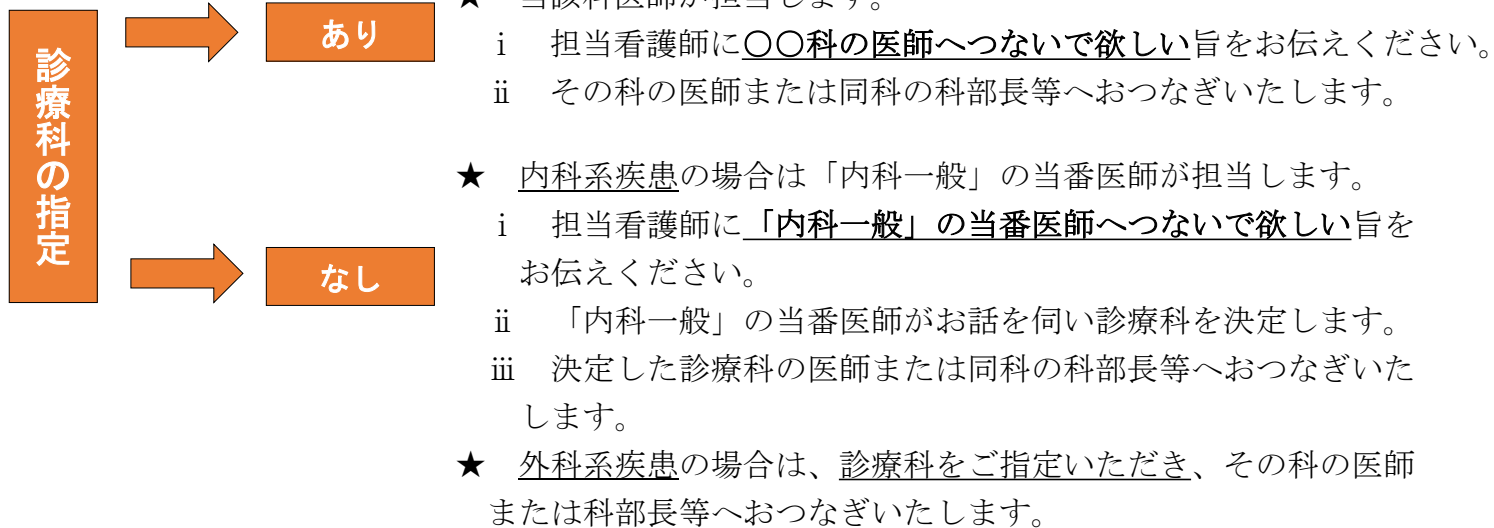 診療科の指定
あり
★　当該科医師が担当します。
ⅰ　担当看護師に〇〇科の医師へつないで欲しい旨をお伝えください。
ⅱ　その科の医師または同科の科部長等へおつなぎいたします。
なし
★　内科系疾患の場合は「内科一般」の当番医師が担当します。
ⅰ　担当看護師に「内科一般」の当番医師へつないで欲しい旨を
お伝えください。
ⅱ　「内科一般」の当番医師がお話を伺い診療科を決定します。
ⅲ　決定した診療科の医師または同科の科部長等へおつなぎいた
します。
★　外科系疾患の場合は、診療科をご指定いただき、その科の医師
または科部長等へおつなぎいたします。